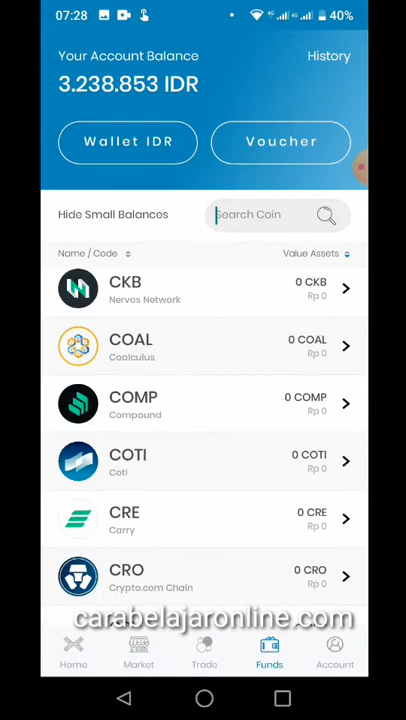 07:28
4G
4G
40%
Your Account Balance
History
3.238.853 IDR
Wallet IDR
Voucher
Hide Small Balances
Search Coin
Name / Code
Value Assets
CKB
0 CKB
Nervos Network
Rp 0
COAL
0 COAL
Coalculus
Rp 0
COMP
0 COMP
Compound
Rp 0
COTI
0 COTI
Coti
Rp 0
CRE
0 CRE
Carry
Rp 0
CRO
0 CRO
Crypto.com Chain
Rp 0
carabelajaronline.com
Home
Market
Trade
Funds
Account